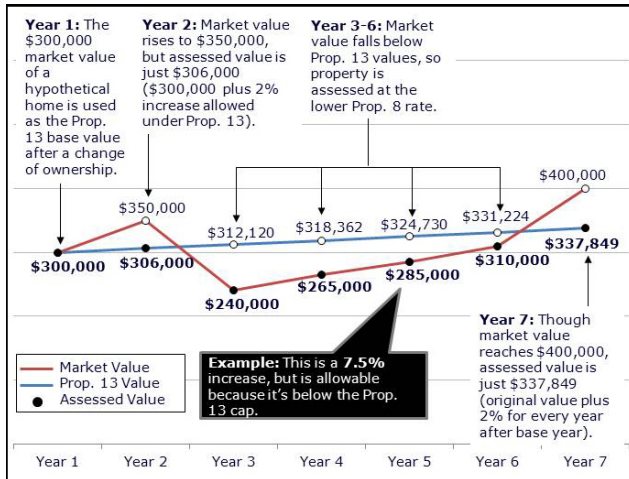 Year 1: The
$300,000
market value
of a
hypothetical
home is used
as the Prop.
13 base value
after a change
of ownership.
Year 2: Market value
rises to $350,000,
but assessed value is
just $306,000
($300,000 plus 2%
increase allowed
under Prop. 13).
Year 3-6: Market
value falls below
Prop. 13 values, so
property is
assessed at the
lower Prop. 8 rate.
$400,000
$350,000
$312,120
$318,362
$324,730
$331,224
$300,000
$306,000
$240,000
$265,000
$285,000
$310,000
$337,849
Year 7: Though
market value
reaches $400,000,
assessed value is
just $337,849
(original value plus
2% for every year
after base year).
Market Value
Prop. 13 Value
Assessed Value
Example: This is a 7.5%
increase, but is allowable
because it's below the Prop.
13 cap.
Year 1
Year 2
Year 3
Year 4
Year 5
Year 6
Year 7